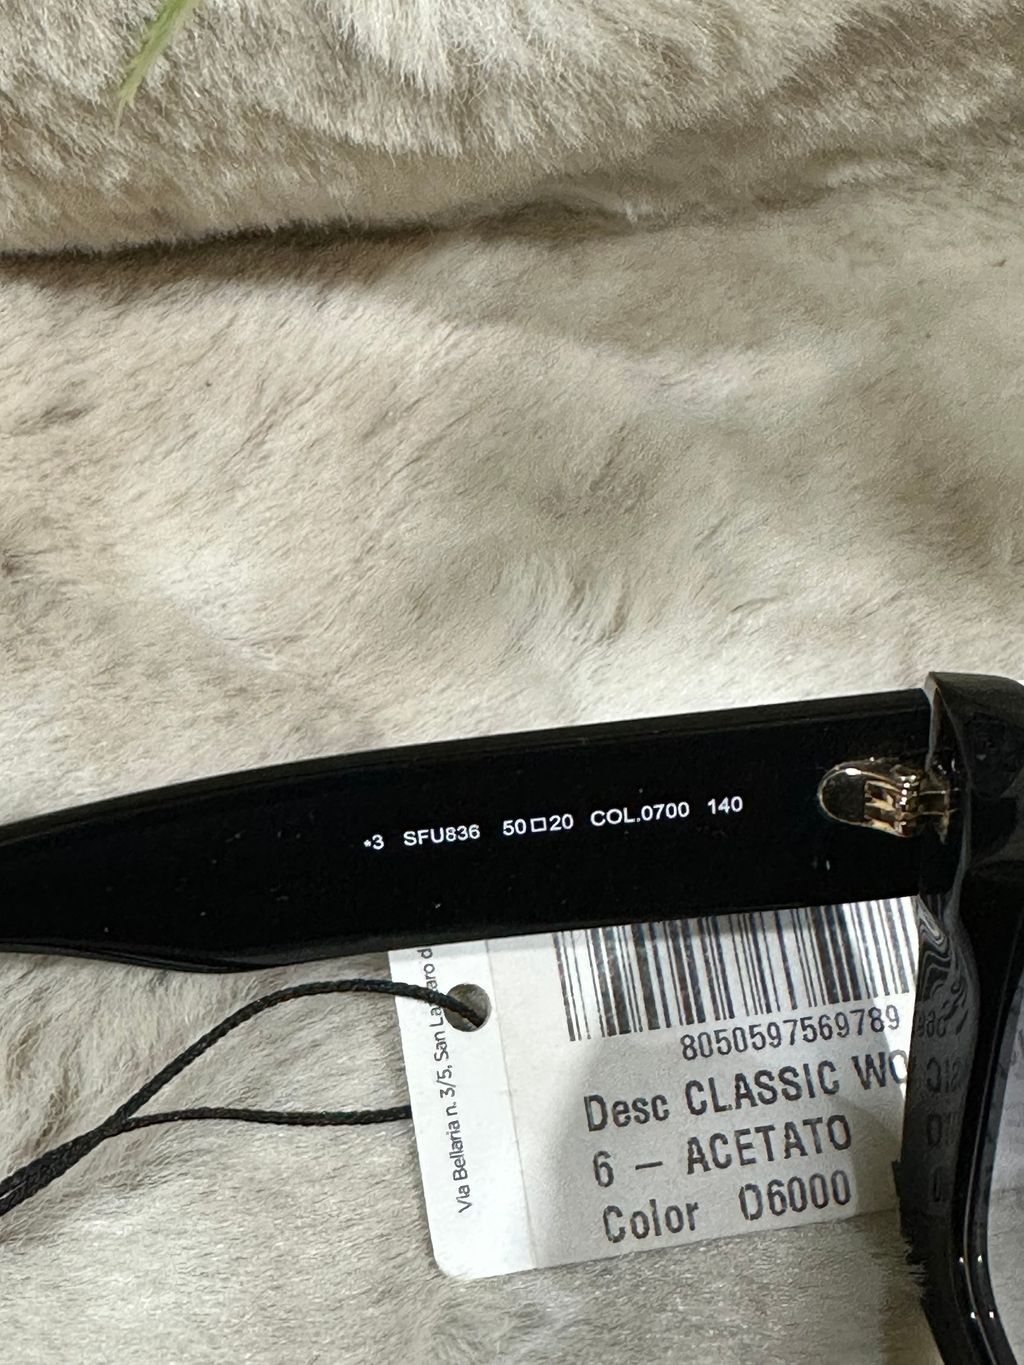 *3 SFU836 50□20 COL.0700 140
Via Bellaria n. 3/5, San Lazzaro d
8050597569789
Desc CLASSIC WO
6 – ACETATO
Color O6000